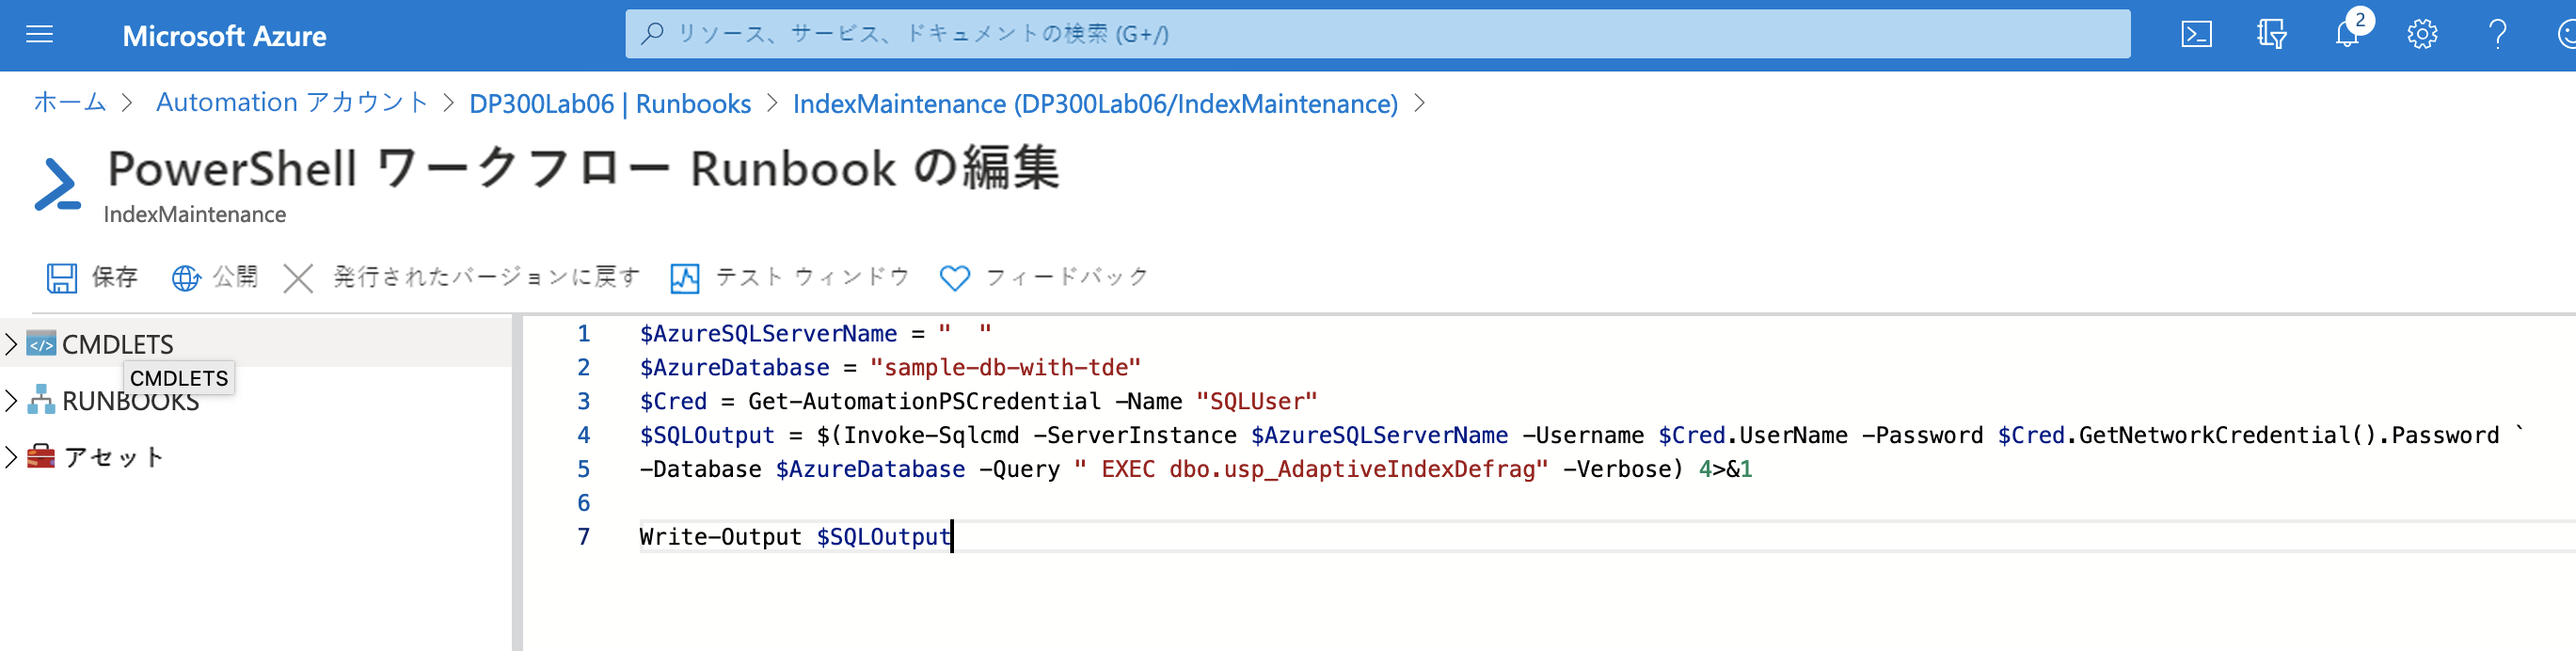 Microsoft Azure
リソース、サービス、ドキュメントの検索 (G+/)
2
ホーム > Automation アカウント > DP300Lab06 | Runbooks > IndexMaintenance (DP300Lab06/IndexMaintenance) >
PowerShell ワークフロー Runbook の編集
IndexMaintenance
保存 公開 発行されたバージョンに戻す テスト ウィンドウ フィードバック
CMDLETS
CMDLETS
RUNBOOKS
アセット
1 $AzureSQLServerName = "  "
2 $AzureDatabase = "sample-db-with-tde"
3 $Cred = Get-AutomationPSCredential -Name "SQLUser"
4 $SQLOutput = $(Invoke-Sqlcmd -ServerInstance $AzureSQLServerName -Username $Cred.UserName -Password $Cred.GetNetworkCredential().Password `
5 -Database $AzureDatabase -Query " EXEC dbo.usp_AdaptiveIndexDefrag" -Verbose) 4>&1
6
7 Write-Output $SQLOutput